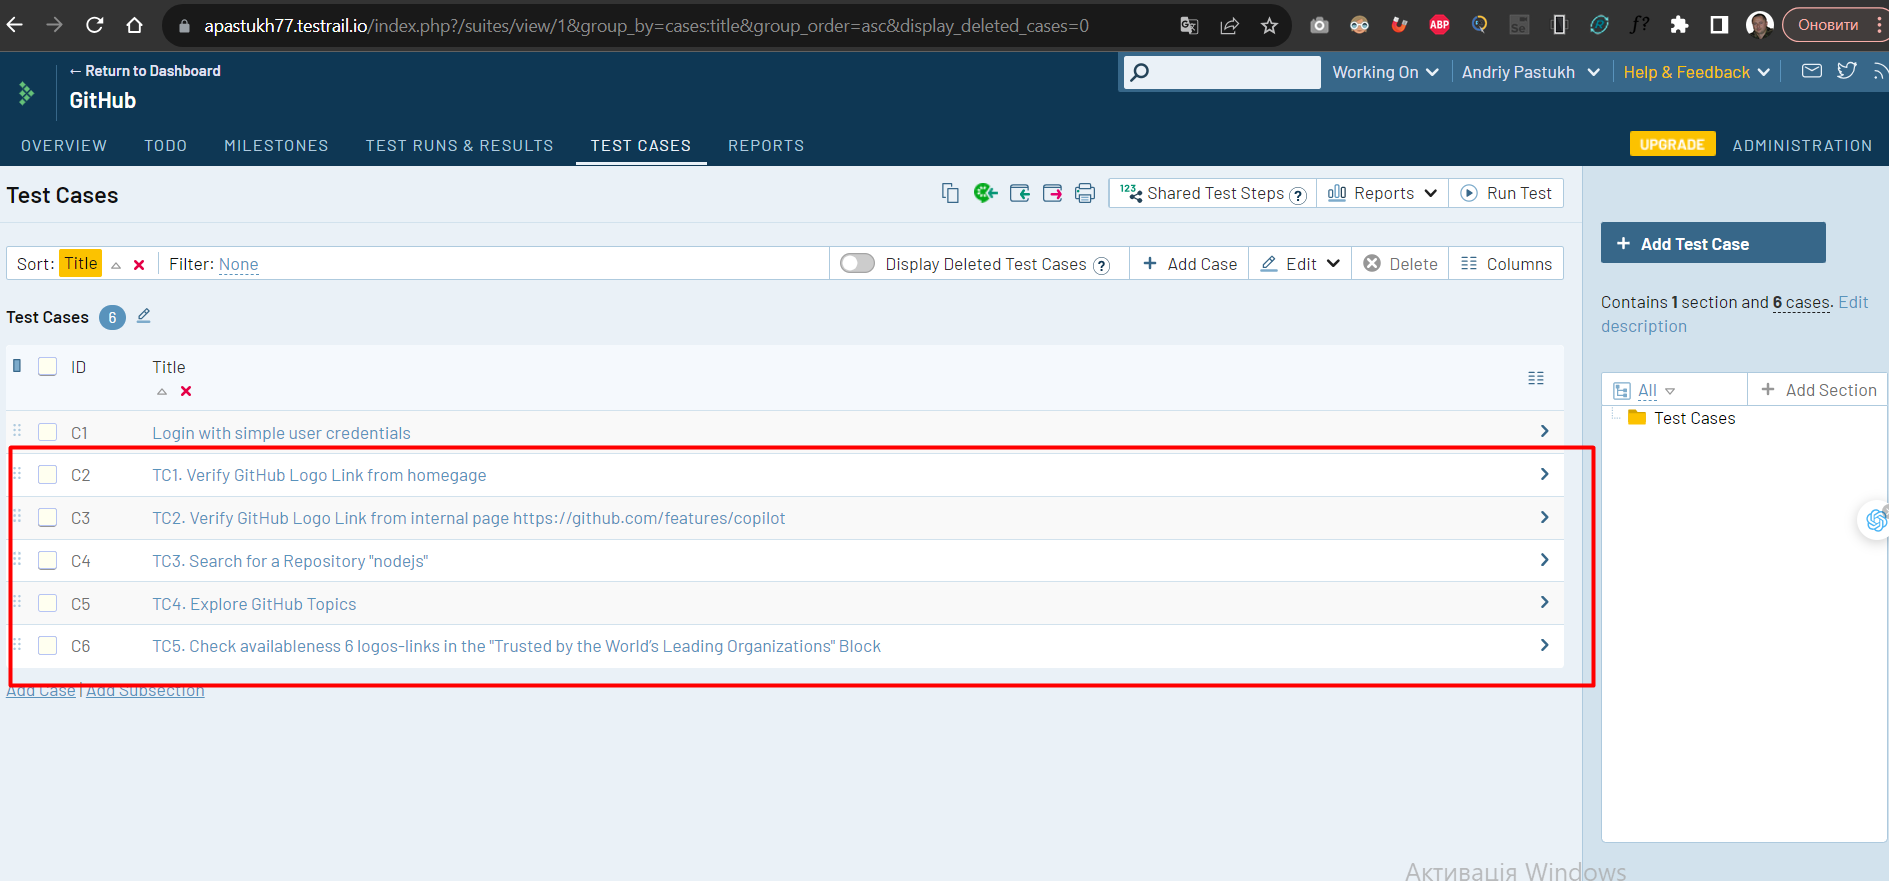 apastukh77.testrail.io/index.php?/suites/view/1&group_by=cases:title&group_order=asc&display_deleted_cases=0
ABP
Se
f?
Оновити
← Return to Dashboard
GitHub
Working On
Andriy Pastukh
Help & Feedback
OVERVIEW
TODO
MILESTONES
TEST RUNS & RESULTS
TEST CASES
REPORTS
UPGRADE
ADMINISTRATION
Test Cases
123
Shared Test Steps ?
Reports
Run Test
Sort: Title
Filter: None
Display Deleted Test Cases ?
+ Add Case
Edit
Delete
Columns
+ Add Test Case
Contains 1 section and 6 cases. Edit
description
Test Cases 6
ID
Title
All
+ Add Section
Test Cases
C1 Login with simple user credentials
C2 TC1. Verify GitHub Logo Link from homegage
C3 TC2. Verify GitHub Logo Link from internal page https://github.com/features/copilot
C4 TC3. Search for a Repository "nodejs"
C5 TC4. Explore GitHub Topics
C6 TC5. Check availableness 6 logos-links in the "Trusted by the World’s Leading Organizations" Block
Add Case | Add Subsection
Активація Windows